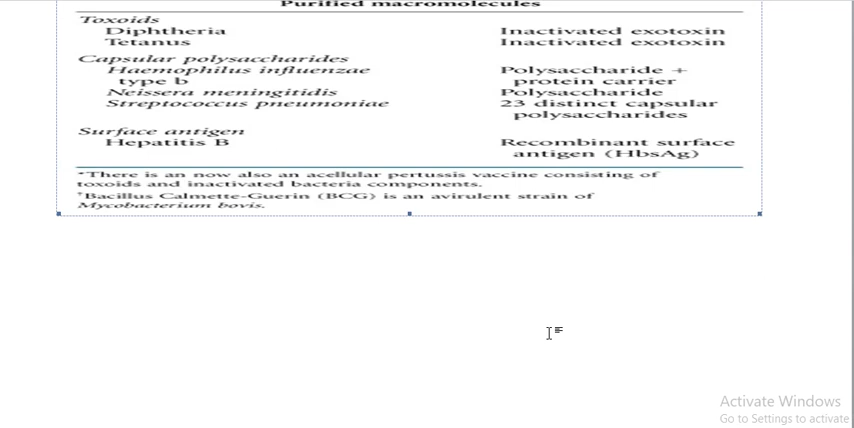 Purified macromolecules
Toxoids
Diphtheria Inactivated exotoxin
Tetanus Inactivated exotoxin
Capsular polysaccharides
Haemophilus influenzae Polysaccharide +
type b protein carrier
Neisseria meningitidis Polysaccharide
Streptococcus pneumoniae 23 distinct capsular
polysaccharides
Surface antigen
Hepatitis B Recombinant surface
antigen (HbsAg)
*There is an now also an acellular pertussis vaccine consisting of
toxoids and inactivated bacteria components.
†Bacillus Calmette-Guerin (BCG) is an avirulent strain of
Mycobacterium bovis.
Activate Windows
Go to Settings to activate